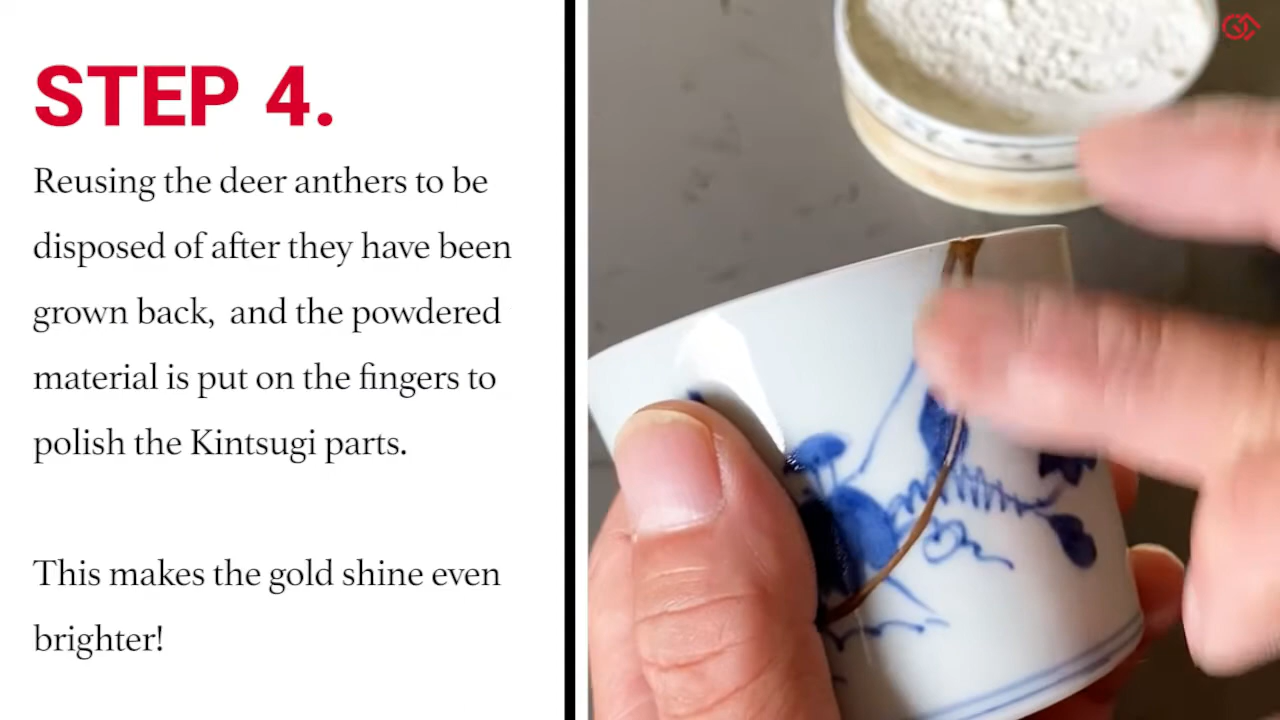 STEP 4.
Reusing the deer anthers to be
disposed of after they have been
grown back,  and the powdered
material is put on the fingers to
polish the Kintsugi parts.
This makes the gold shine even
brighter!